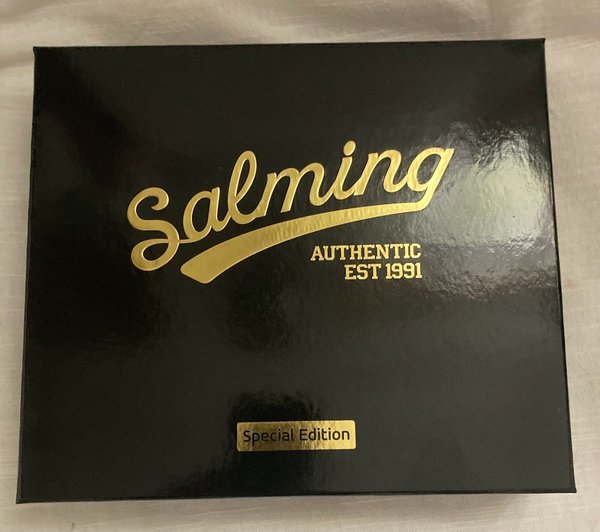 Salming
AUTHENTIC
EST 1991
Special Edition